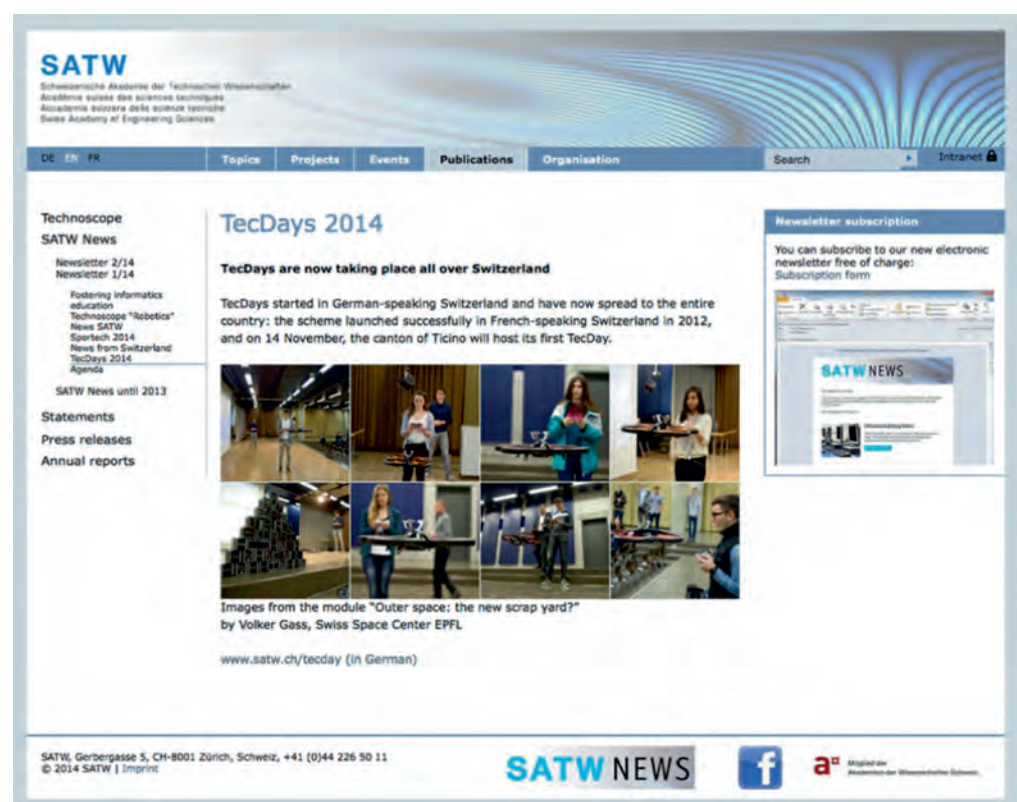 SATW
Schweizerische Akademie der Technischen Wissenschaften
Académie suisse des sciences techniques
Accademia svizzera delle scienze tecniche
Swiss Academy of Engineering Sciences
DE EN FR
Topics Projects Events Publications Organisation
Search
Intranet
Technoscope
SATW News
Newsletter 2/14
Newsletter 1/14
Fostering informatics
education
Technoscope "Robotics"
News SATW
Sportech 2014
News from Switzerland
TecDays 2014
Agenda
SATW News until 2013
Statements
Press releases
Annual reports
TecDays 2014
TecDays are now taking place all over Switzerland
TecDays started in German-speaking Switzerland and have now spread to the entire
country: the scheme launched successfully in French-speaking Switzerland in 2012,
and on 14 November, the canton of Ticino will host its first TecDay.
Images from the module "Outer space: the new scrap yard?"
by Volker Gass, Swiss Space Center EPFL
www.satw.ch/tecday (in German)
Newsletter subscription
You can subscribe to our new electronic
newsletter free of charge:
Subscription form
SATW NEWS
SATW, Gerbergasse 5, CH-8001 Zürich, Schweiz, +41 (0)44 226 50 11
© 2014 SATW | Imprint
SATW NEWS
f
a+
Mitglied der
Akademien der Wissenschaften Schweiz